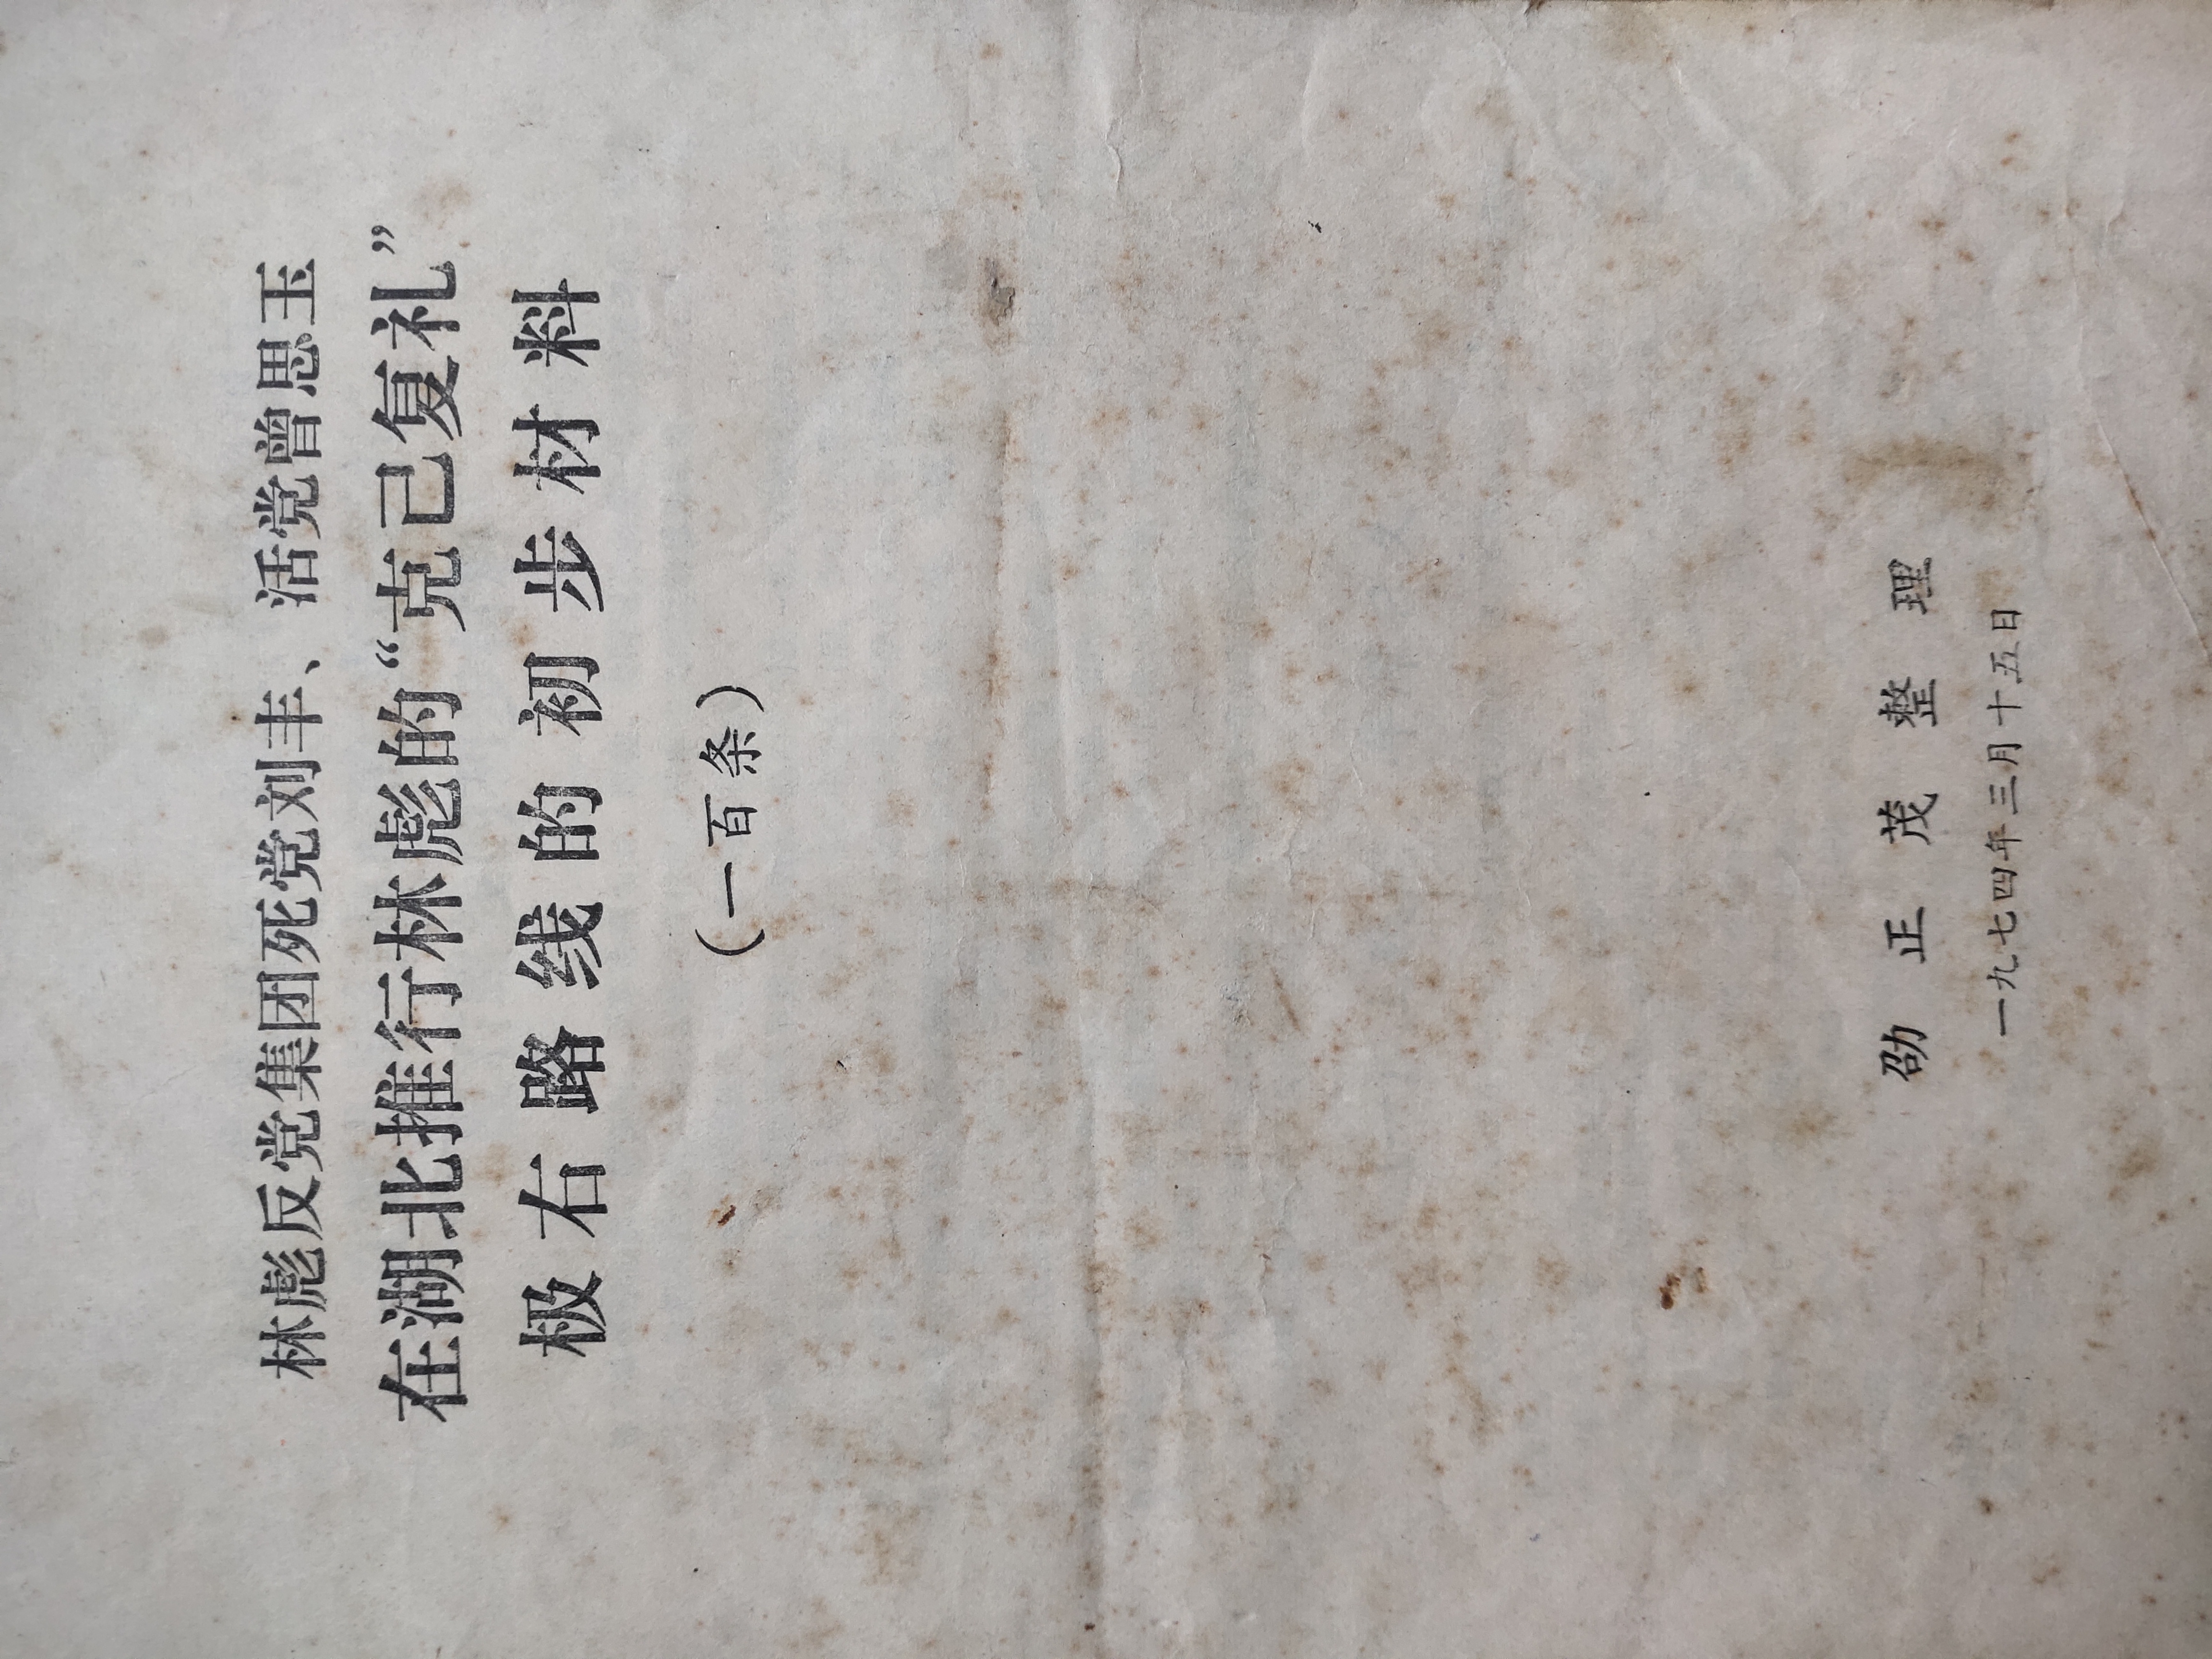 林彪反党集团死党刘丰、活党曾思玉
在湖北推行林彪的“克己复礼”
极右路线的初步材料
(一百条)
劭正茂整理
一九七四年三月十五日